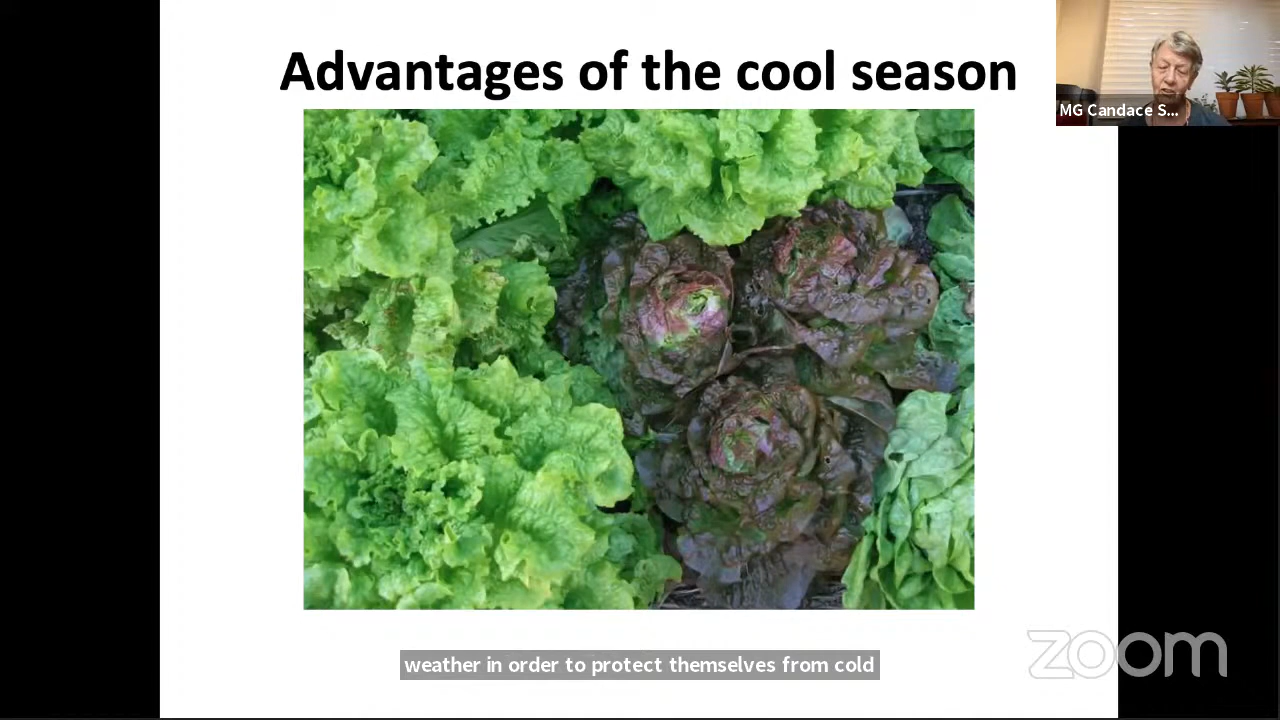 Advantages of the cool season
MG Candace S...
weather in order to protect themselves from cold
zoom